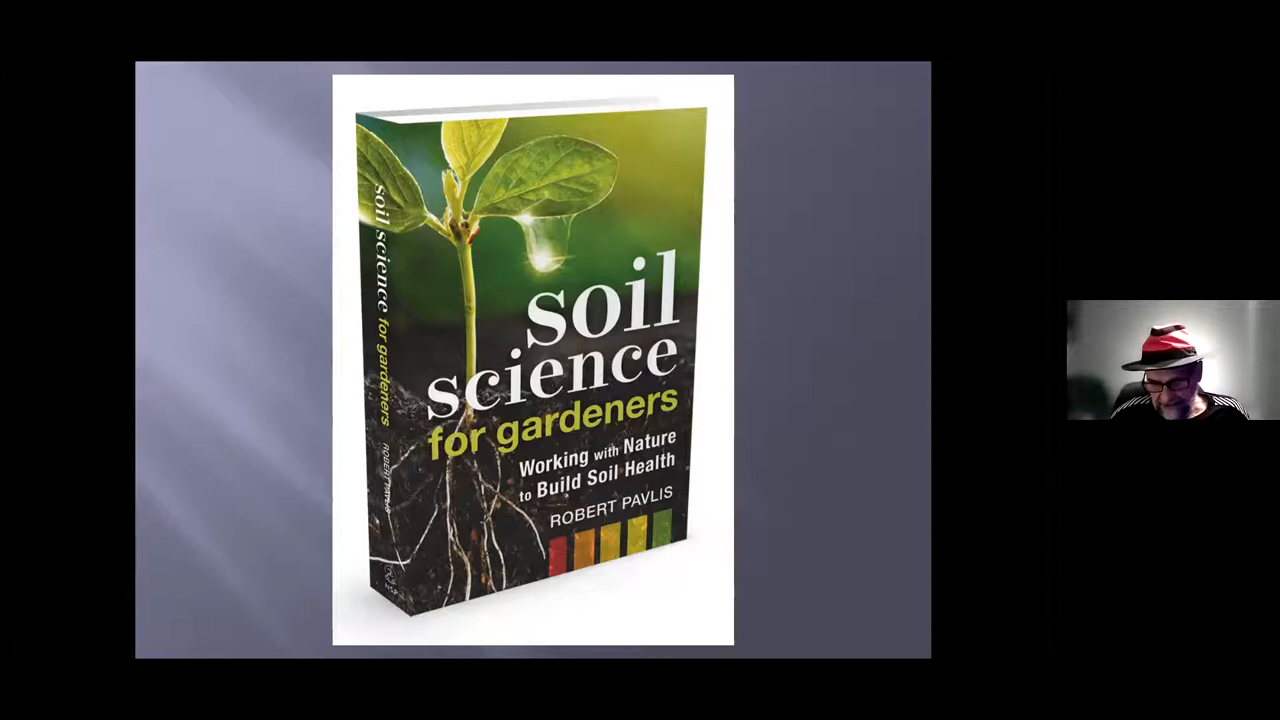 soil science for gardeners ROBERT PAVLIS
soil
science
for gardeners
Working with Nature
to Build Soil Health
ROBERT PAVLIS